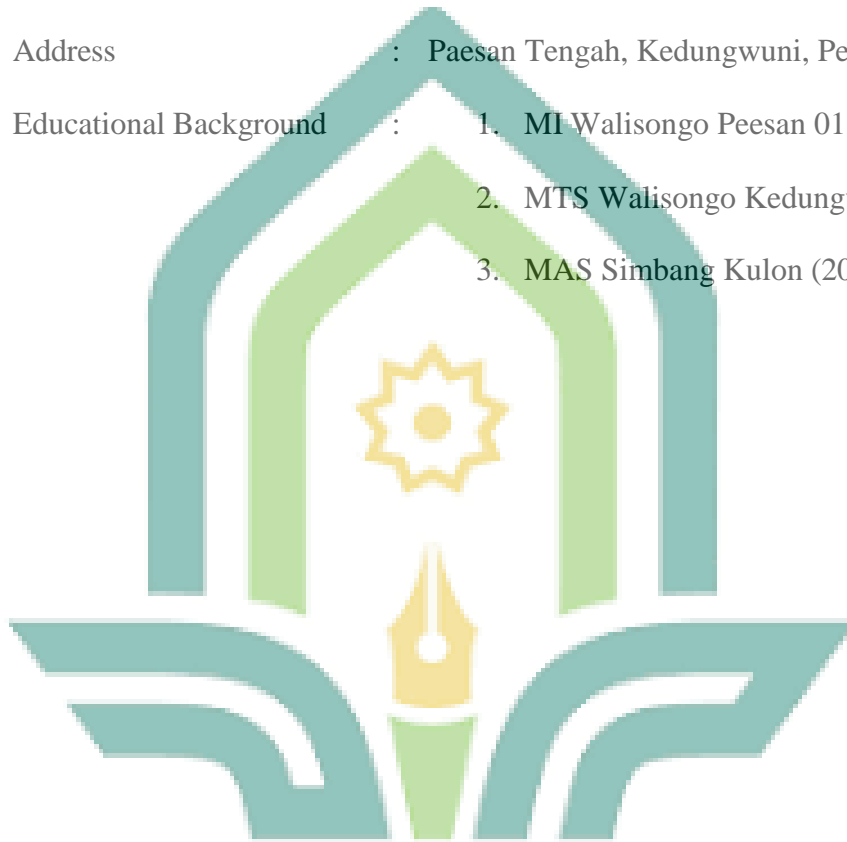 Address : Paesan Tengah, Kedungwuni, Pe
Educational Background : 1. MI Walisongo Peesan 01
2. MTS Walisongo Kedung
3. MAS Simbang Kulon (20